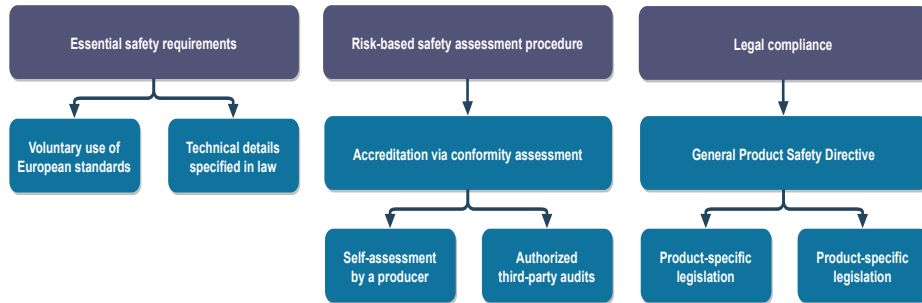 Essential safety requirements
Risk-based safety assessment procedure
Legal compliance
Voluntary use of
European standards
Technical details
specified in law
Accreditation via conformity assessment
General Product Safety Directive
Self-assessment
by a producer
Authorized
third-party audits
Product-specific
legislation
Product-specific
legislation